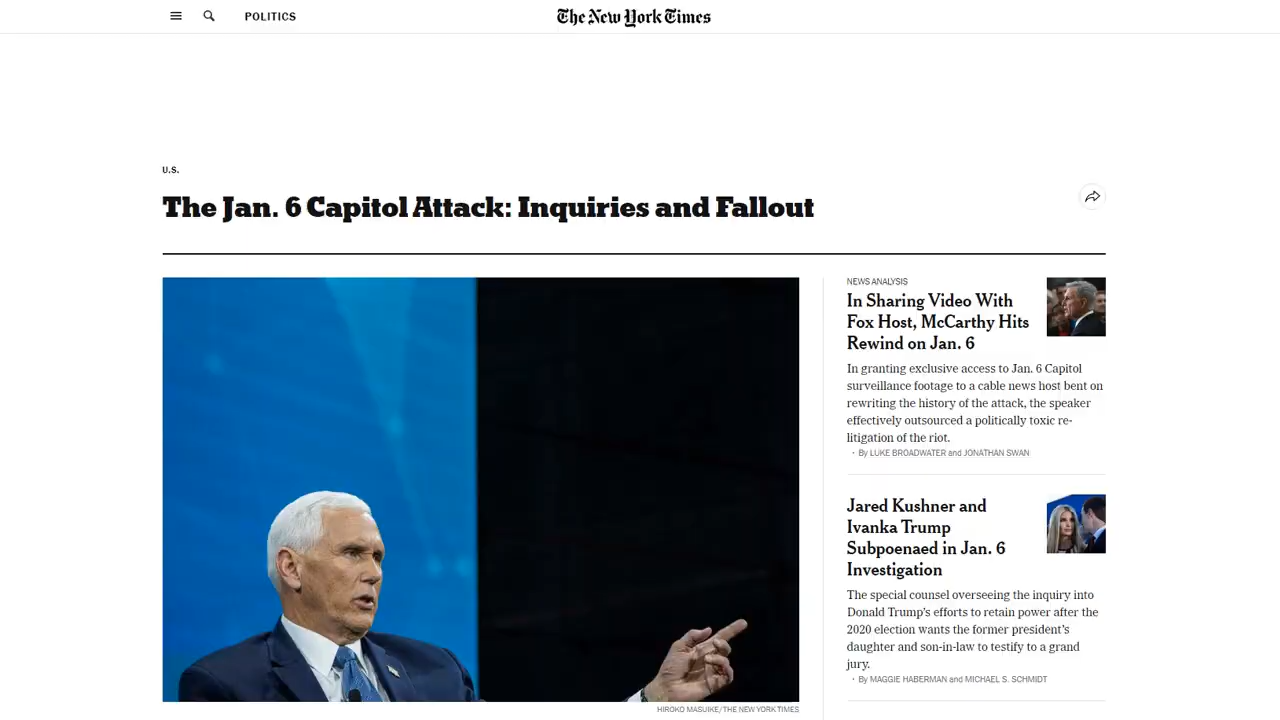 POLITICS
The New York Times
U.S.
The Jan. 6 Capitol Attack: Inquiries and Fallout
HIROKO MASUIKE/THE NEW YORK TIMES
NEWS ANALYSIS
In Sharing Video With
Fox Host, McCarthy Hits
Rewind on Jan. 6
In granting exclusive access to Jan. 6 Capitol
surveillance footage to a cable news host bent on
rewriting the history of the attack, the speaker
effectively outsourced a politically toxic re-
litigation of the riot.
· By LUKE BROADWATER and JONATHAN SWAN
Jared Kushner and
Ivanka Trump
Subpoenaed in Jan. 6
Investigation
The special counsel overseeing the inquiry into
Donald Trump's efforts to retain power after the
2020 election wants the former president's
daughter and son-in-law to testify to a grand
jury.
· By MAGGIE HABERMAN and MICHAEL S. SCHMIDT